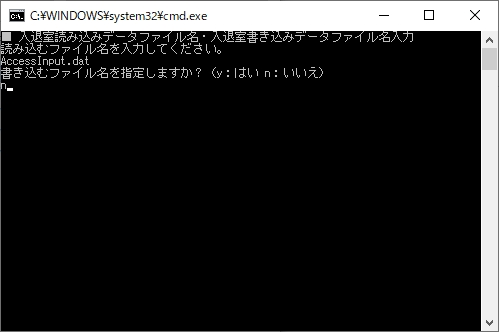 C:¥WINDOWS¥system32¥cmd.exe
■ 入退室読み込みデータファイル名・入退室書き込みデータファイル名入力
読み込むファイル名を入力してください。
AccessInput.dat
書き込むファイル名を指定しますか？（y：はい n：いいえ）
n